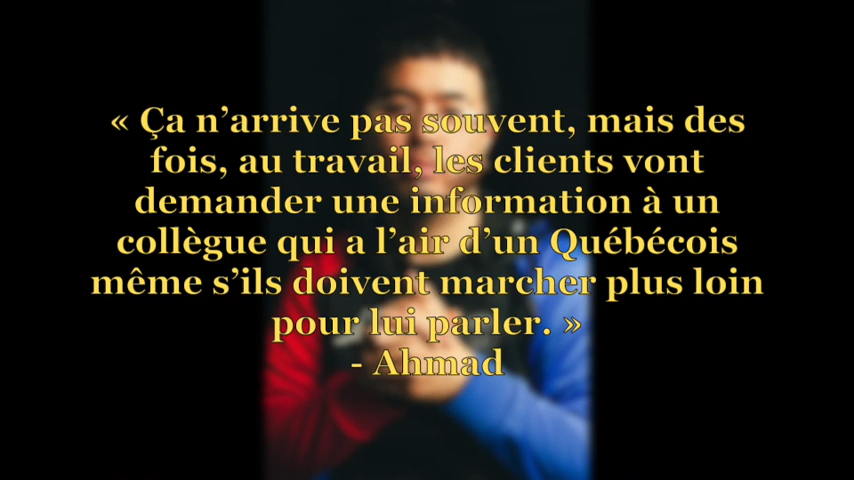 « Ça n’arrive pas souvent, mais des
fois, au travail, les clients vont
demander une information à un
collègue qui a l’air d’un Québécois
même s’ils doivent marcher plus loin
pour lui parler. »
- Ahmad